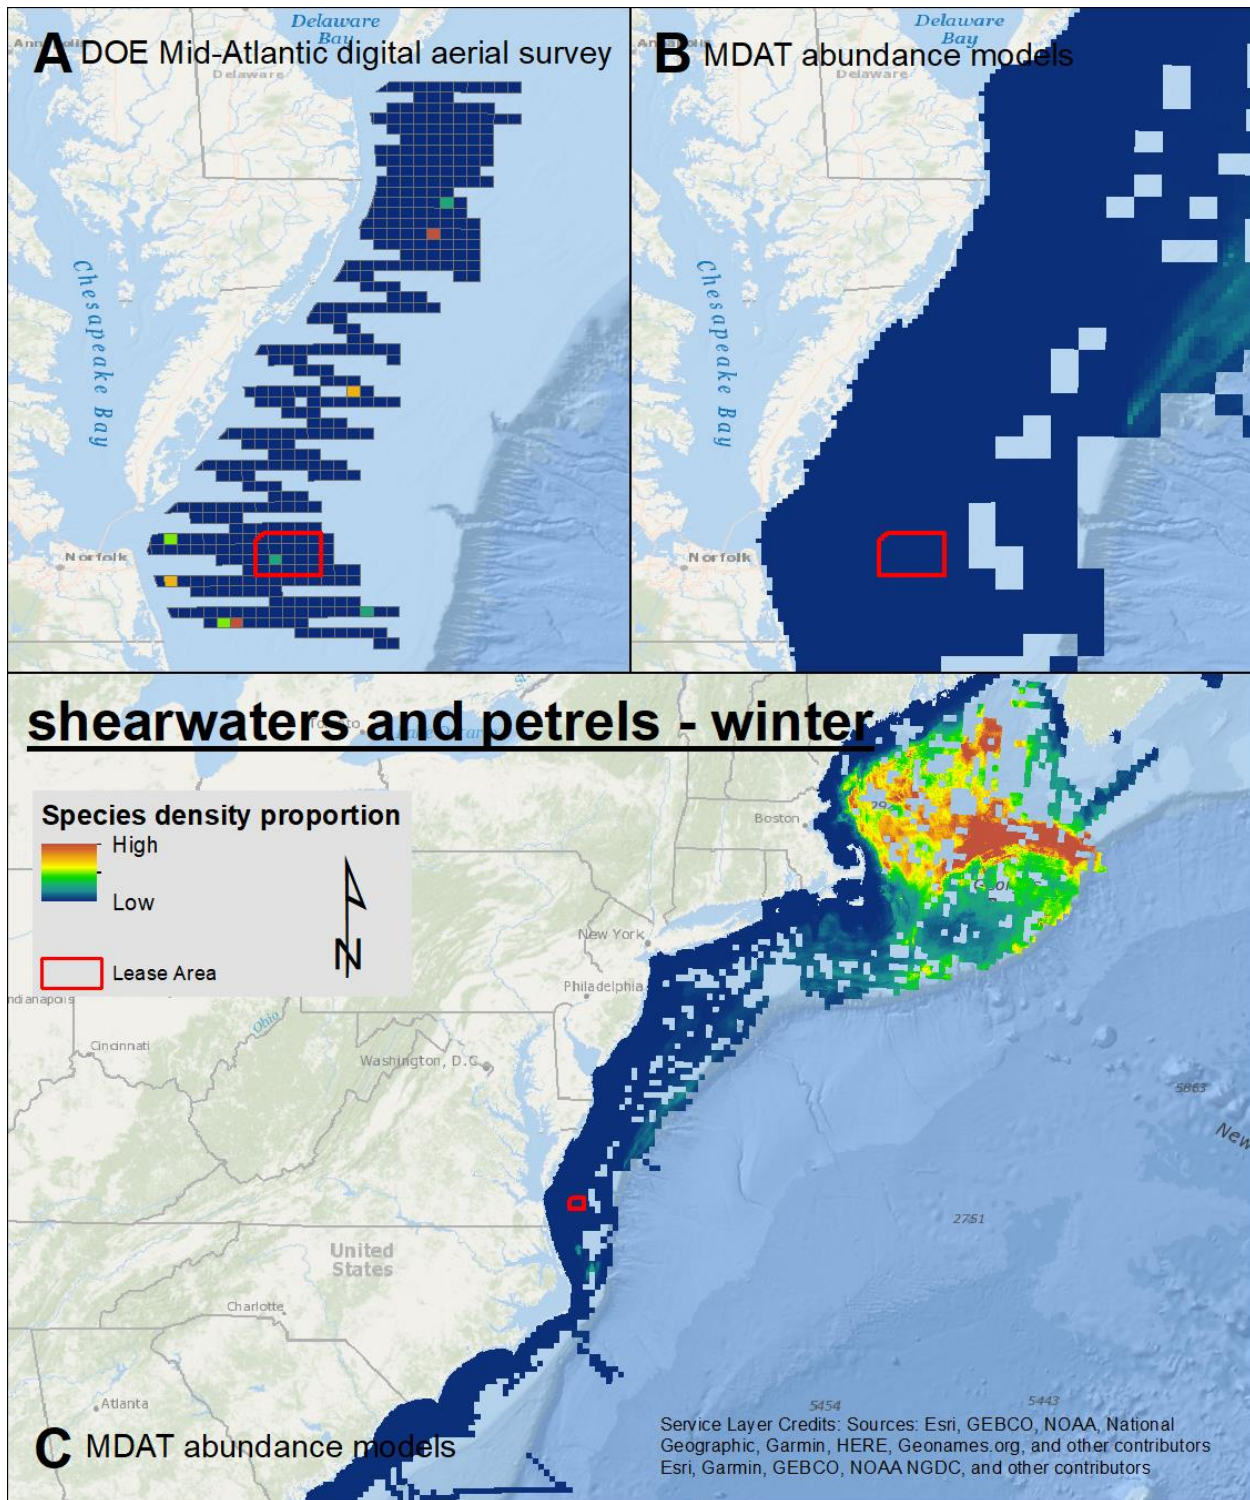 A DOE Mid-Atlantic digital aerial survey
Delaware
Bay
Delaware
Chesapeake Bay
Norfolk
B MDAT abundance models
Delaware
Bay
Delaware
Chesapeake Bay
Norfolk
shearwaters and petrels - winter
Species density proportion
High
Low
N
Lease Area
Boston
New York
Philadelphia
ndianapolis
Ohio
Cincinnati
Washington, D.C.
5863
New
2751
United
States
Charlotte
Atlanta
5454
5443
C MDAT abundance models
Service Layer Credits: Sources: Esri, GEBCO, NOAA, National
Geographic, Garmin, HERE, Geonames.org, and other contributors
Esri, Garmin, GEBCO, NOAA NGDC, and other contributors